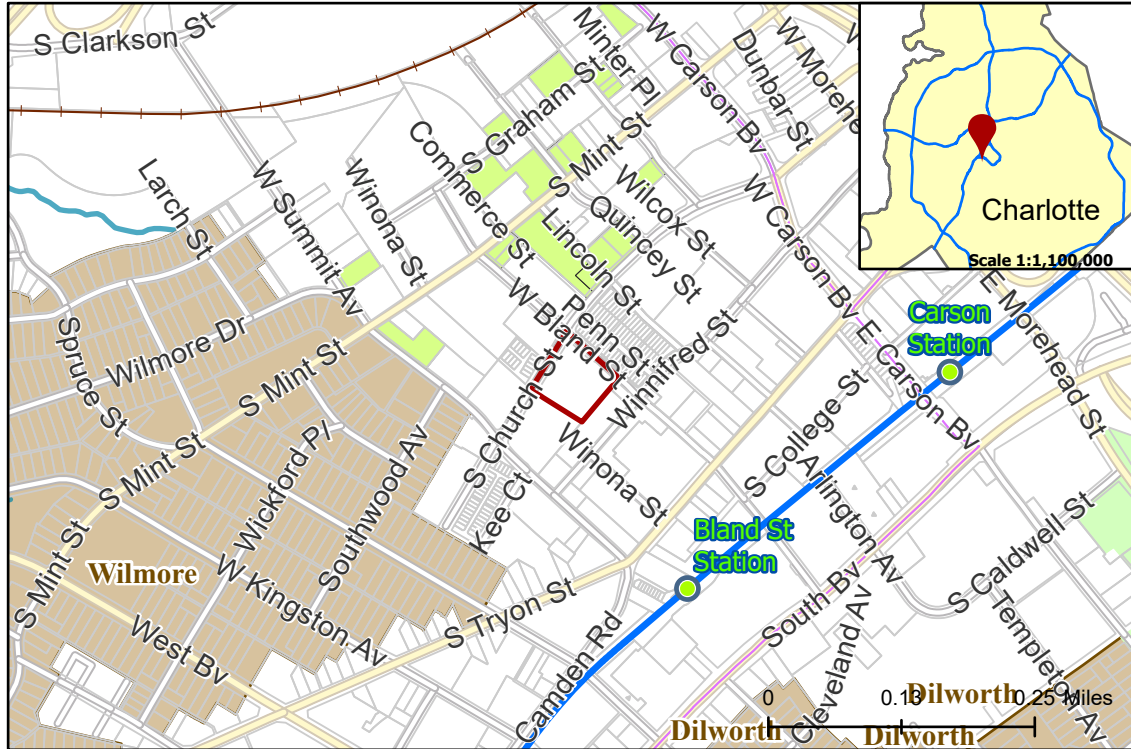 S Clarkson St
Minter Pl
W Carson Bv
Dunbar St
W Morehe
S Graham St
S Mint St
Commerce St
Larch St
W Summit Av
Winona St
Wilcox St
Quincey St
Lincoln St
W Carson Bv
Charlotte
Scale 1:1,100,000
E Morehead St
Carson
Station
Penn St
W Bland St
Winnifred St
E Carson Bv
Spruce St
Wilmore Dr
S Mint St
S Church St
S College St
Winona St
Arlington Av
S Mint St
Wickford Pl
Southwood Av
Kee Ct
Bland St
Station
S Caldwell St
S Mint St
Wilmore
W Kingston Av
West Bv
S Tryon St
Camden Rd
South Bv
Cleveland Av
Templeton Av
0
0.13
0.25 Miles
Dilworth
Dilworth
Dilworth